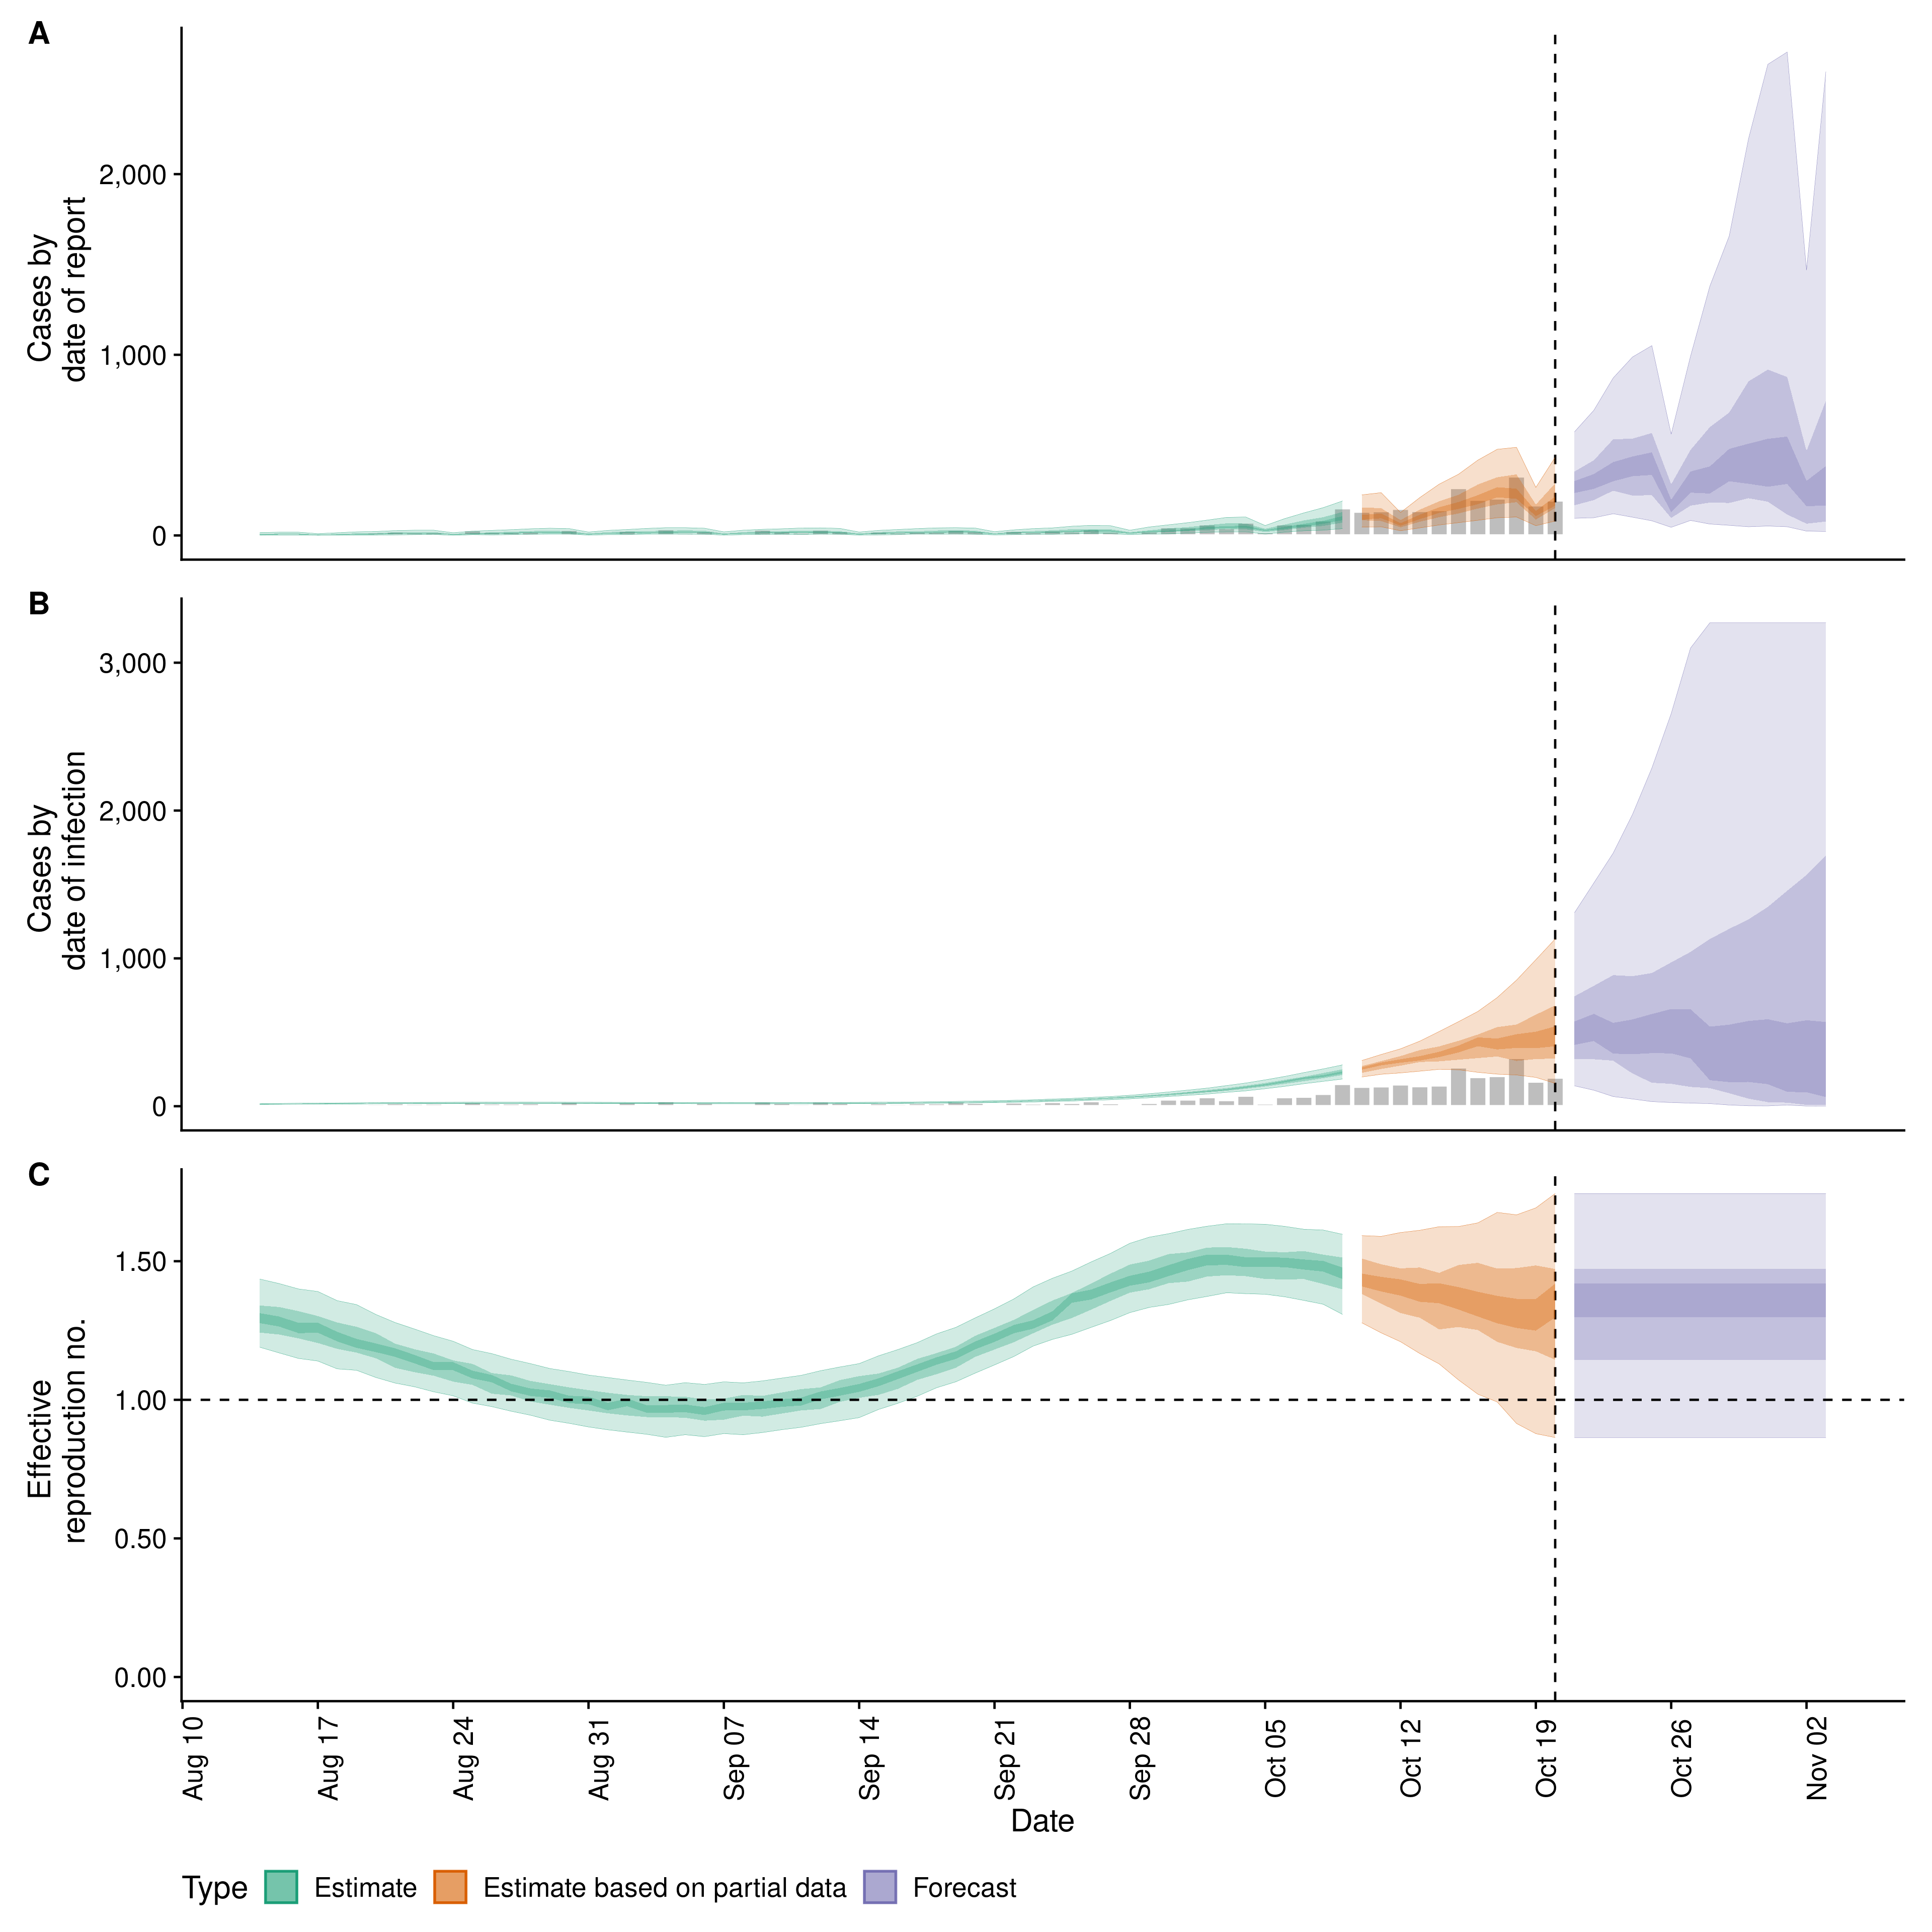 A
Cases by
date of report
2,000
1,000
0
B
Cases by
date of infection
3,000
2,000
1,000
0
C
Effective
reproduction no.
1.50
1.00
0.50
0.00
Aug 10
Aug 17
Aug 24
Aug 31
Sep 07
Sep 14
Sep 21
Sep 28
Oct 05
Oct 12
Oct 19
Oct 26
Nov 02
Date
Type Estimate Estimate based on partial data Forecast